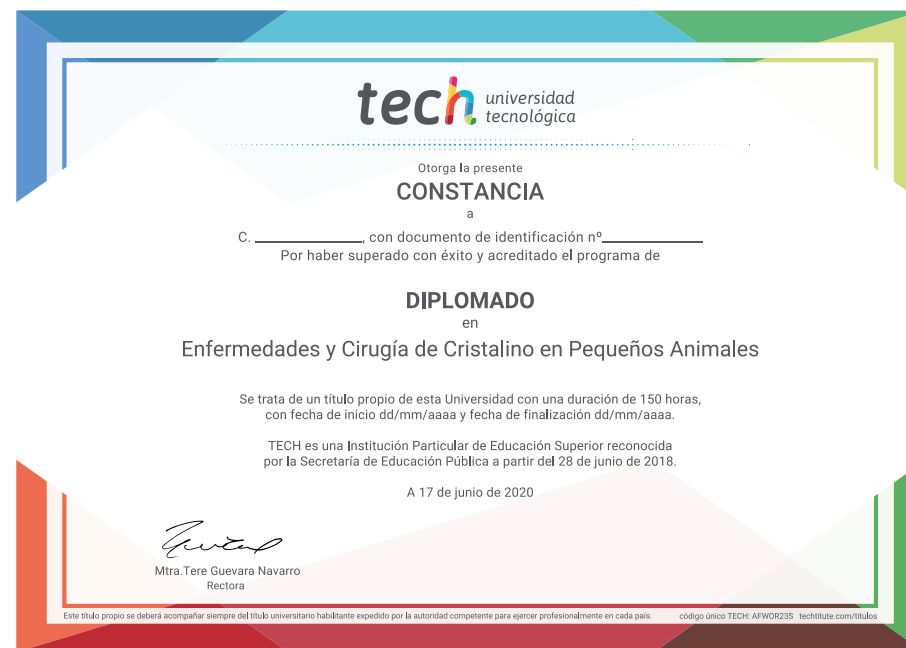 tech universidad
tecnológica
Otorga la presente
CONSTANCIA
a
C. ____________, con documento de identificación nº____________
Por haber superado con éxito y acreditado el programa de
DIPLOMADO
en
Enfermedades y Cirugía de Cristalino en Pequeños Animales
Se trata de un título propio de esta Universidad con una duración de 150 horas,
con fecha de inicio dd/mm/aaaa y fecha de finalización dd/mm/aaaa.
TECH es una Institución Particular de Educación Superior reconocida
por la Secretaría de Educación Pública a partir del 28 de junio de 2018.
A 17 de junio de 2020
Mtra.Tere Guevara Navarro
Rectora
Este título propio se deberá acompañar siempre del título universitario habilitante expedido por la autoridad competente para ejercer profesionalmente en cada país. código único TECH: AFWOR23S techtitute.com/titulos